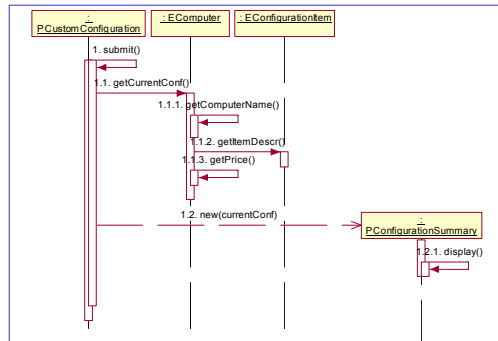 :
PCustomConfiguration
: EComputer
: EConfigurationItem
1. submit()
1.1. getCurrentConf()
1.1.1. getComputerName()
1.1.2. getItemDescr()
1.1.3. getPrice()
1.2. new(currentConf)
:
PConfigurationSummary
1.2.1. display()